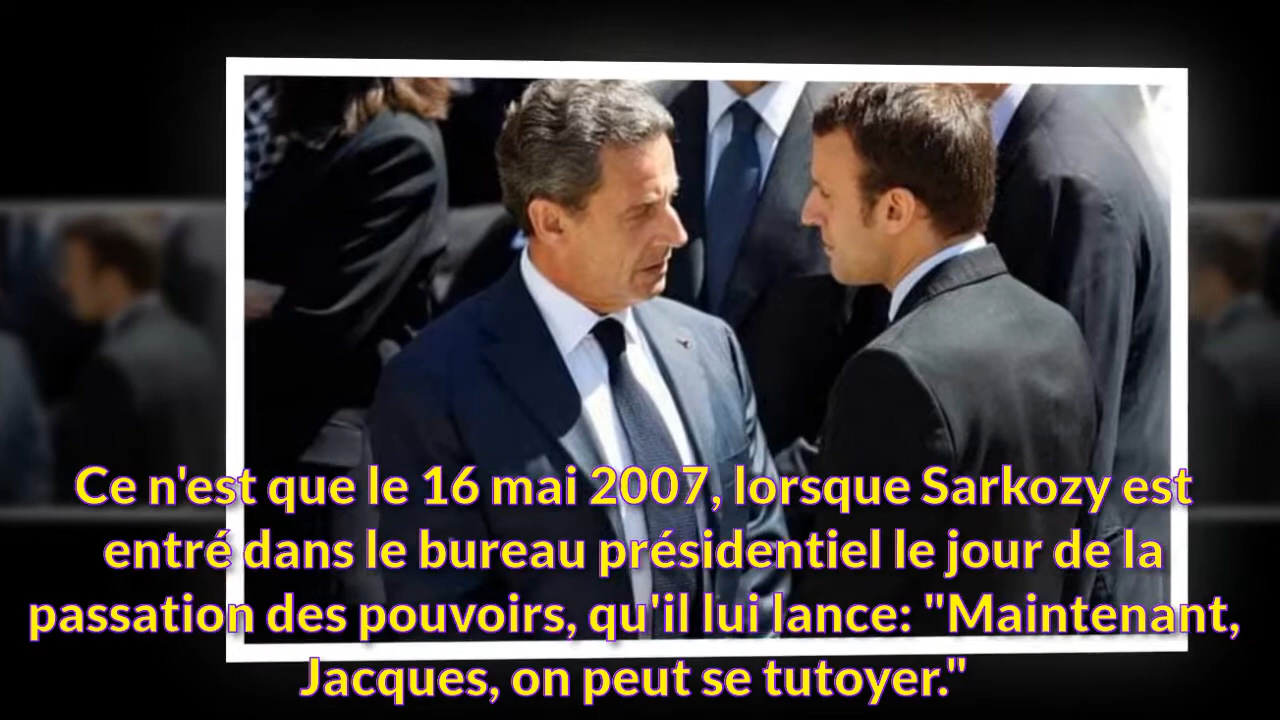 Ce n'est que le 16 mai 2007, lorsque Sarkozy est
entré dans le bureau présidentiel le jour de la
passation des pouvoirs, qu'il lui lance: "Maintenant,
Jacques, on peut se tutoyer."